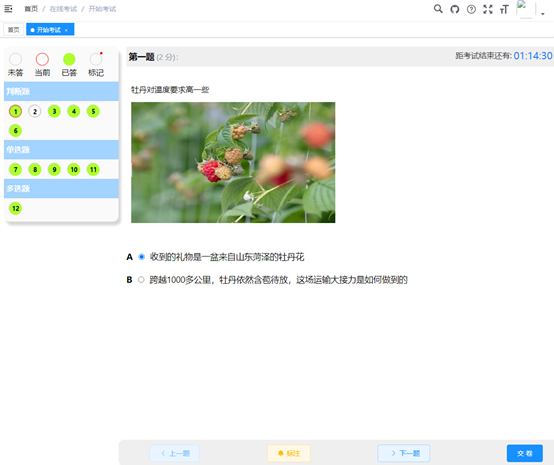 首页 / 在线考试 / 开始考试
首页
开始考试 ×
未答 当前 已答 标记
判断题
1 2 3 4 5
6
单选题
7 8 9 10 11
多选题
12
第一题 (2 分):
距考试结束还有: 01:14:30
牡丹对温度要求高一些
A 收到的礼物是一盆来自山东菏泽的牡丹花
B 跨越1000多公里，牡丹依然含苞待放，这场运输大接力是如何做到的
上一题
标注
下一题
交 卷